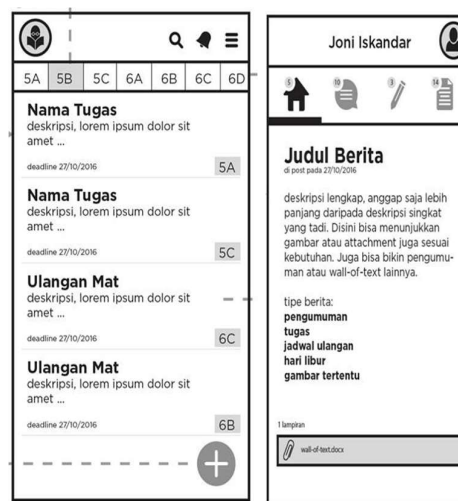 5A 5B 5C 6A 6B 6C 6D
Nama Tugas
deskripsi, lorem ipsum dolor sit
amet ...
deadline 27/10/2016
5A
Nama Tugas
deskripsi, lorem ipsum dolor sit
amet ...
deadline 27/10/2016
5C
Ulangan Mat
deskripsi, lorem ipsum dolor sit
amet ...
deadline 27/10/2016
6C
Ulangan Mat
deskripsi, lorem ipsum dolor sit
amet ...
deadline 27/10/2016
6B
Joni Iskandar
5 10 3 14
Judul Berita
di post pada 27/10/2016
deskripsi lengkap, anggap saja lebih
panjang daripada deskripsi singkat
yang tadi. Disini bisa menunjukkan
gambar atau attachment juga sesuai
kebutuhan. Juga bisa bikin pengumu-
man atau wall-of-text lainnya.
tipe berita:
pengumuman
tugas
jadwal ulangan
hari libur
gambar tertentu
1 lampiran
wall-of-text.docx